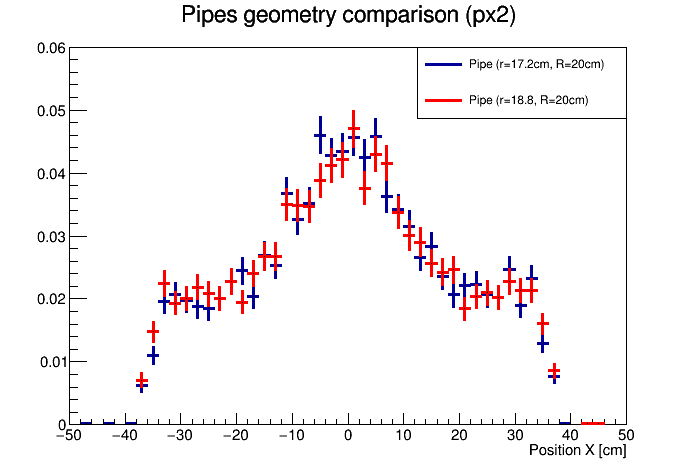 Pipes geometry comparison (px2)
Pipe (r=17.2cm, R=20cm)
Pipe (r=18.8, R=20cm)
0.06
0.05
0.04
0.03
0.02
0.01
0
−50 −40 −30 −20 −10 0 10 20 30 40 50
Position X [cm]